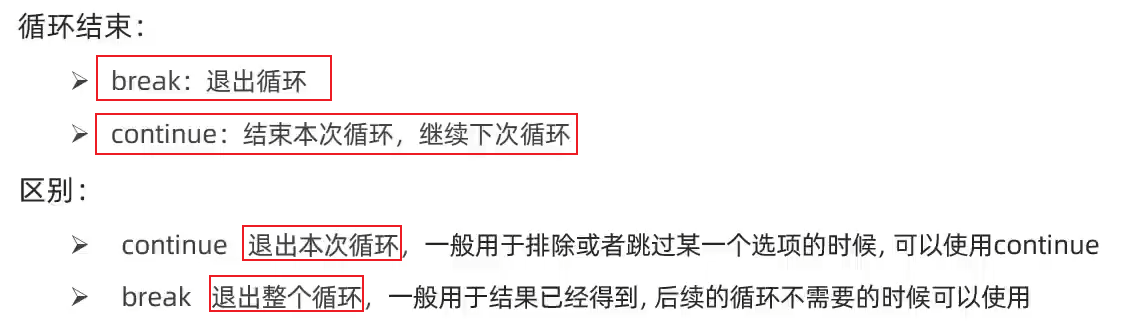 循环结束：
➢ break：退出循环
➢ continue：结束本次循环，继续下次循环
区别：
➢ continue 退出本次循环，一般用于排除或者跳过某一个选项的时候, 可以使用continue
➢ break 退出整个循环，一般用于结果已经得到, 后续的循环不需要的时候可以使用